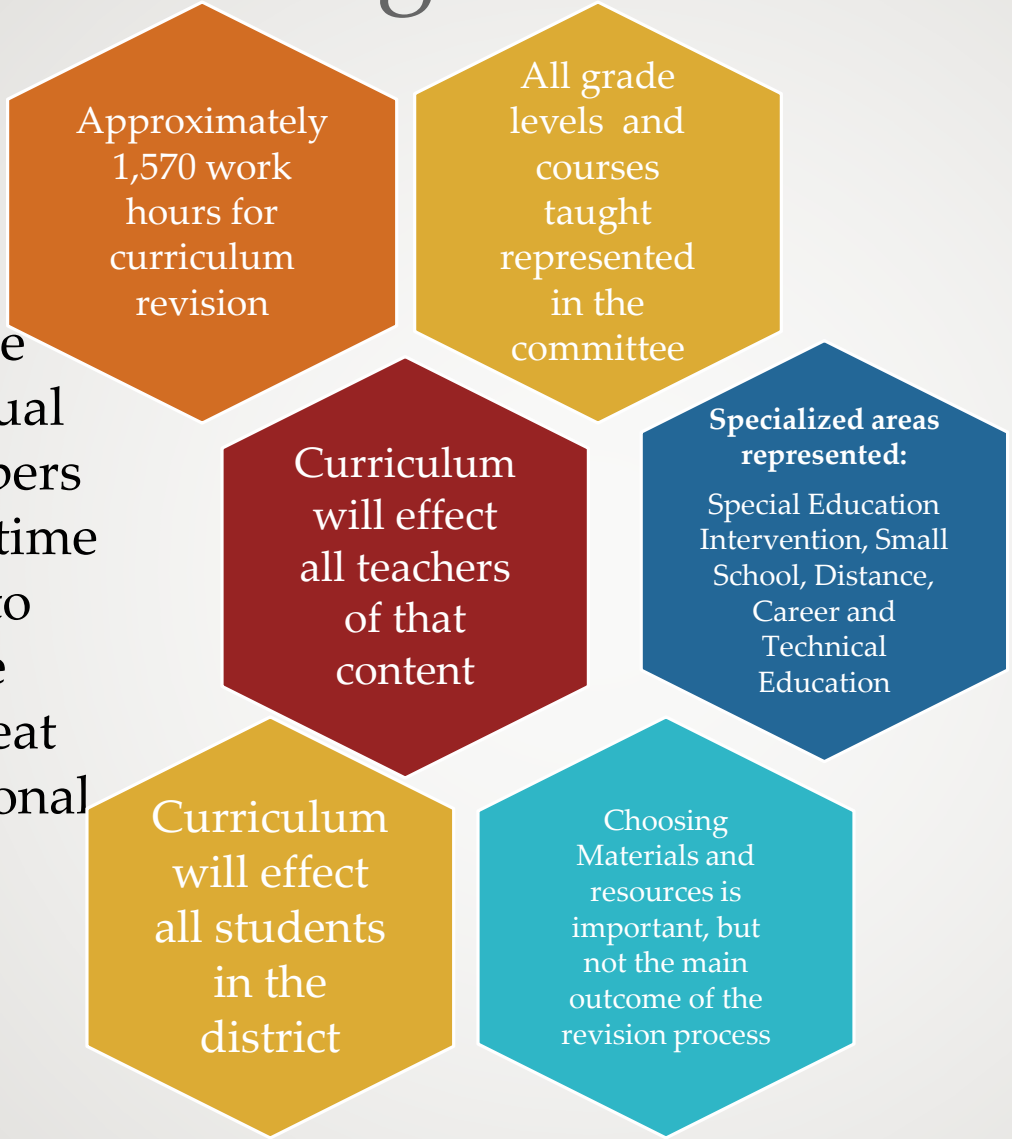 Approximately
1,570 work
hours for
curriculum
revision
All grade
levels and
courses
taught
represented
in the
committee
time
Curriculum
will effect
all teachers
of that
content
Specialized areas
represented:
Special Education
Intervention, Small
School, Distance,
Career and
Technical
Education
Curriculum
will effect
all students
in the
district
Choosing
Materials and
resources is
important, but
not the main
outcome of the
revision process